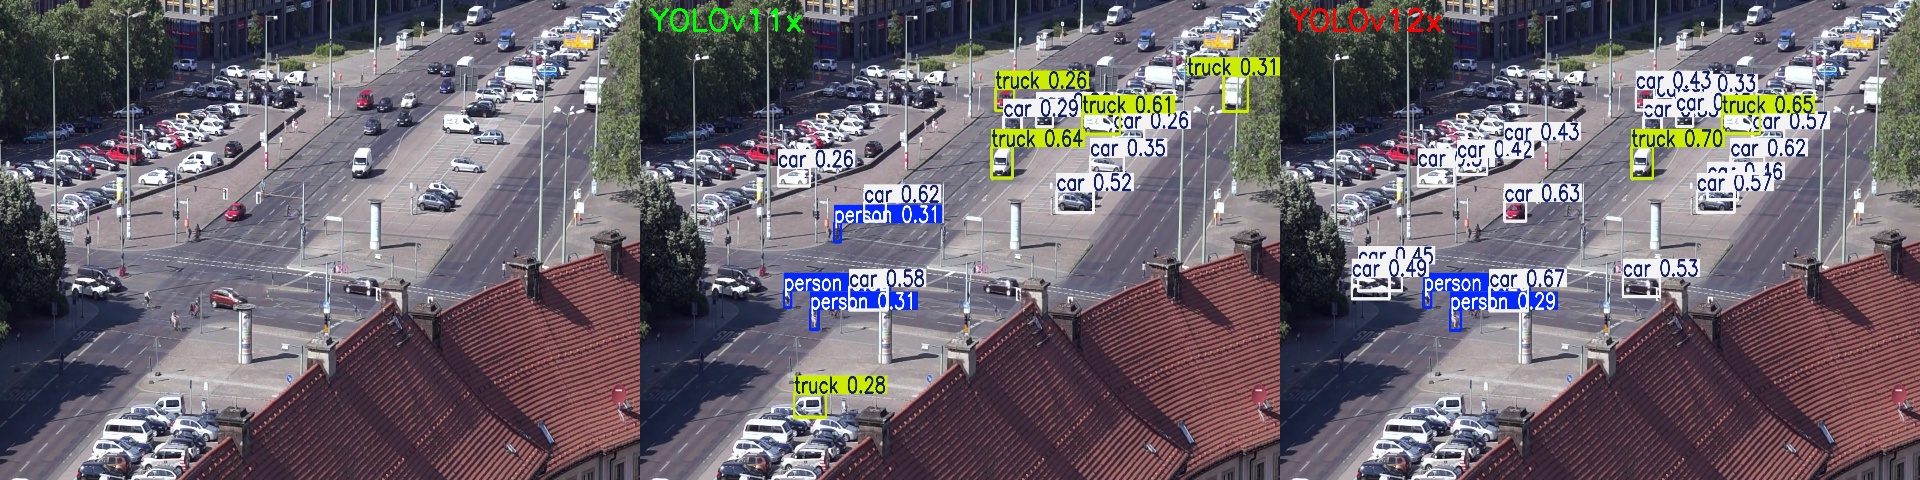 YOLOv11x
truck 0.26
truck 0.31
car 0.29
truck 0.61
car 0.26
truck 0.64
car 0.35
car 0.26
car 0.52
car 0.62
person 0.31
person
car 0.58
person 0.31
truck 0.28
YOLOv12x
car 0.43
0.33
car
truck 0.65
car 0.57
car 0.43
car
0.42
truck 0.70
car 0.62
car 0.57
car 0.63
car 0.45
car 0.49
person
car 0.67
car 0.53
person 0.29